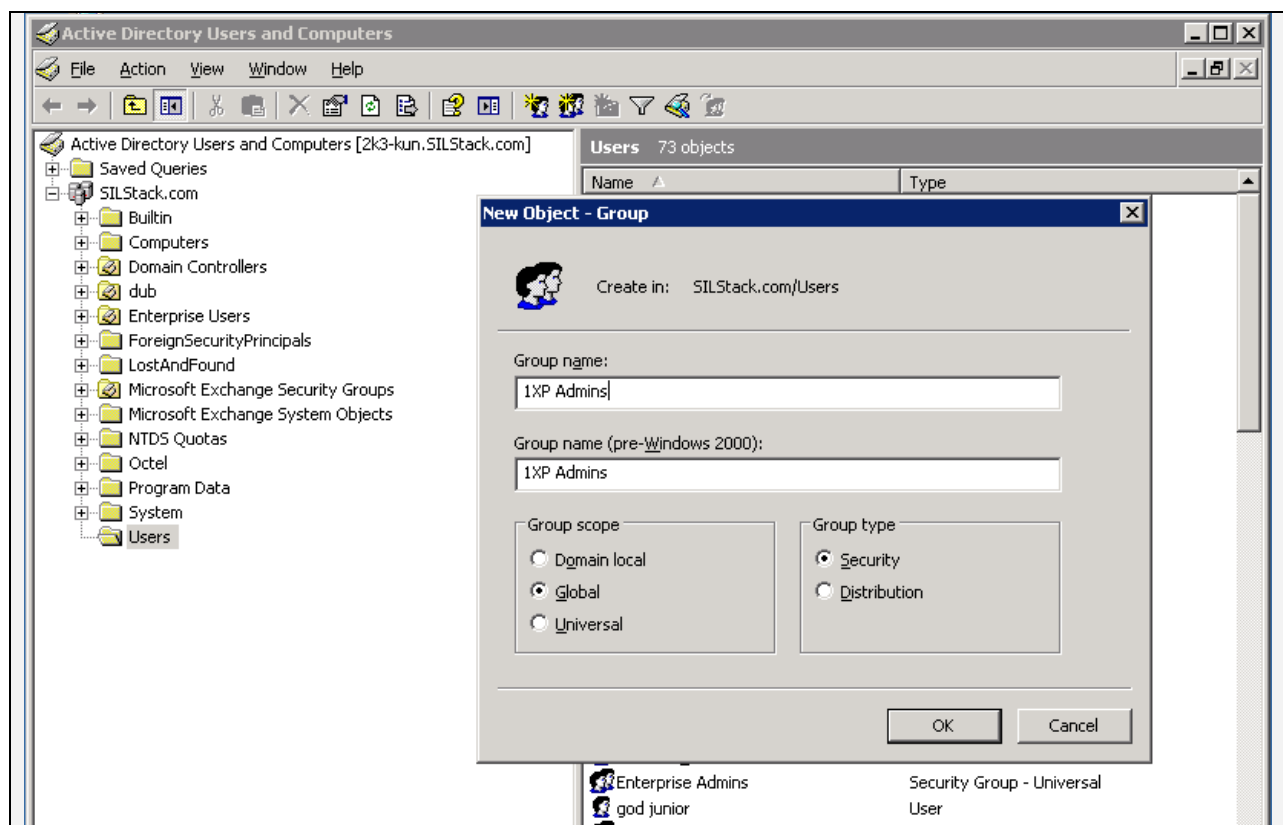 Active Directory Users and Computers
File Action View Window Help
Active Directory Users and Computers [2k3-kun.SILStack.com]
Saved Queries
SILStack.com
Builtin
Computers
Domain Controllers
dub
Enterprise Users
ForeignSecurityPrincipals
LostAndFound
Microsoft Exchange Security Groups
Microsoft Exchange System Objects
NTDS Quotas
Octel
Program Data
System
Users
Users 73 objects
Name Type
New Object - Group
Create in: SILStack.com/Users
Group name:
1XP Admins
Group name (pre-Windows 2000):
1XP Admins
Group scope
Domain local
Global
Universal
Group type
Security
Distribution
OK Cancel
Enterprise Admins Security Group - Universal
god junior User